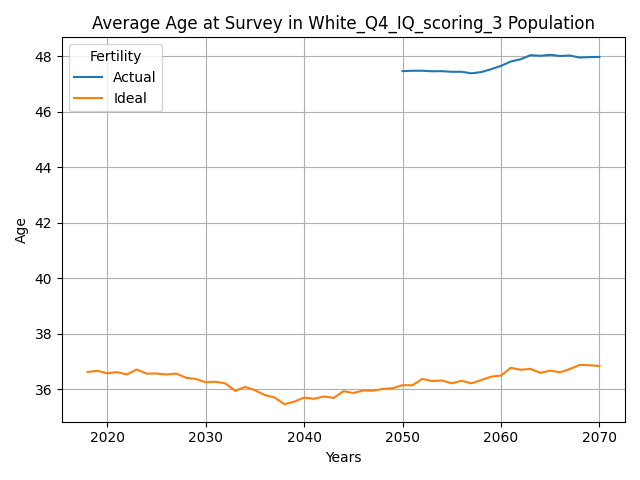 Average Age at Survey in White_Q4_IQ_scoring_3 Population
Fertility
Actual
Ideal
48
46
44
42
40
38
36
Age
2020 2030 2040 2050 2060 2070
Years